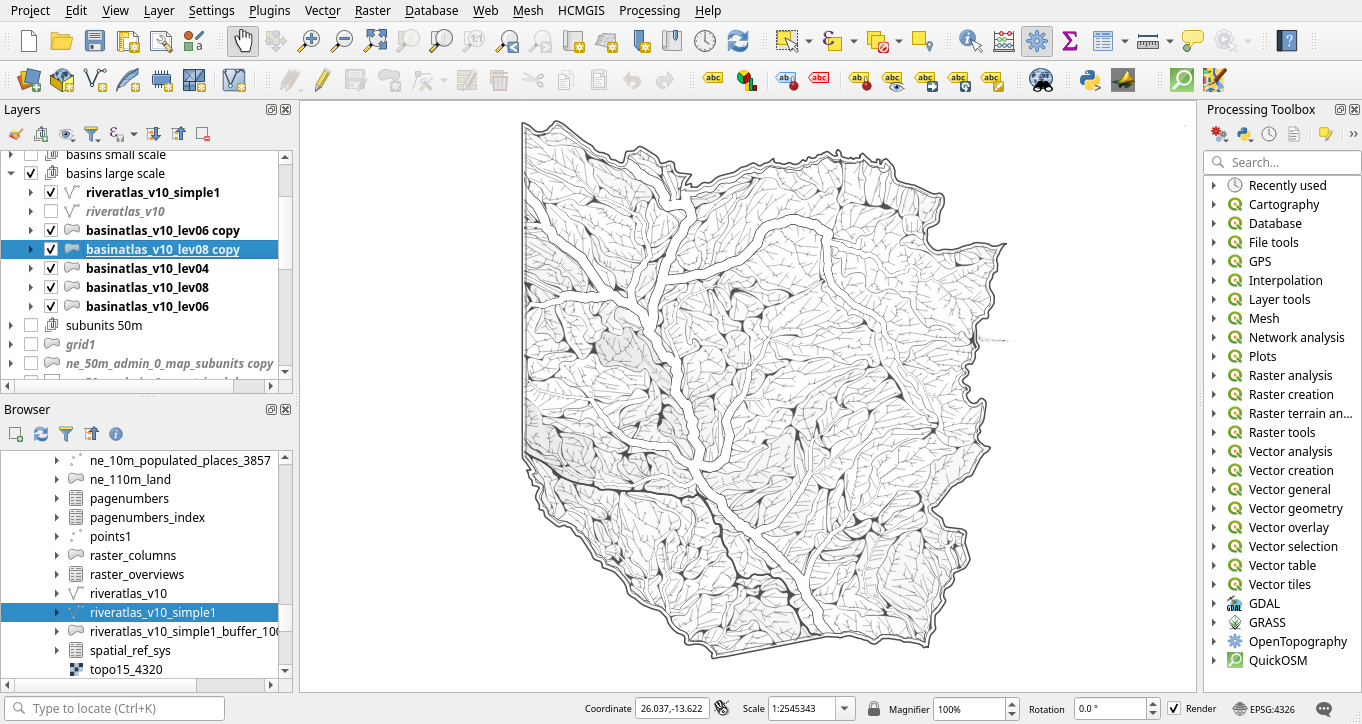 Project Edit View Layer Settings Plugins Vector Raster Database Web Mesh HCMGIS Processing Help
Layers
basins small scale
basins large scale
riveratlas_v10_simple1
riveratlas_v10
basinatlas_v10_lev06 copy
basinatlas_v10_lev08 copy
basinatlas_v10_lev04
basinatlas_v10_lev08
basinatlas_v10_lev06
subunits 50m
grid1
ne_50m_admin_0_map_subunits copy
Browser
ne_10m_populated_places_3857
ne_110m_land
pagenumbers
pagenumbers_index
points1
raster_columns
raster_overviews
riveratlas_v10
riveratlas_v10_simple1
riveratlas_v10_simple1_buffer_10
spatial_ref_sys
topo15_4320
Processing Toolbox
Search...
Recently used
Cartography
Database
File tools
GPS
Interpolation
Layer tools
Mesh
Network analysis
Plots
Raster analysis
Raster creation
Raster terrain an...
Raster tools
Vector analysis
Vector creation
Vector general
Vector geometry
Vector overlay
Vector selection
Vector table
Vector tiles
GDAL
GRASS
OpenTopography
QuickOSM
Type to locate (Ctrl+K)
Coordinate 26.037,-13.622 Scale 1:2545343 Magnifier 100% Rotation 0.0 ° Render EPSG:4326